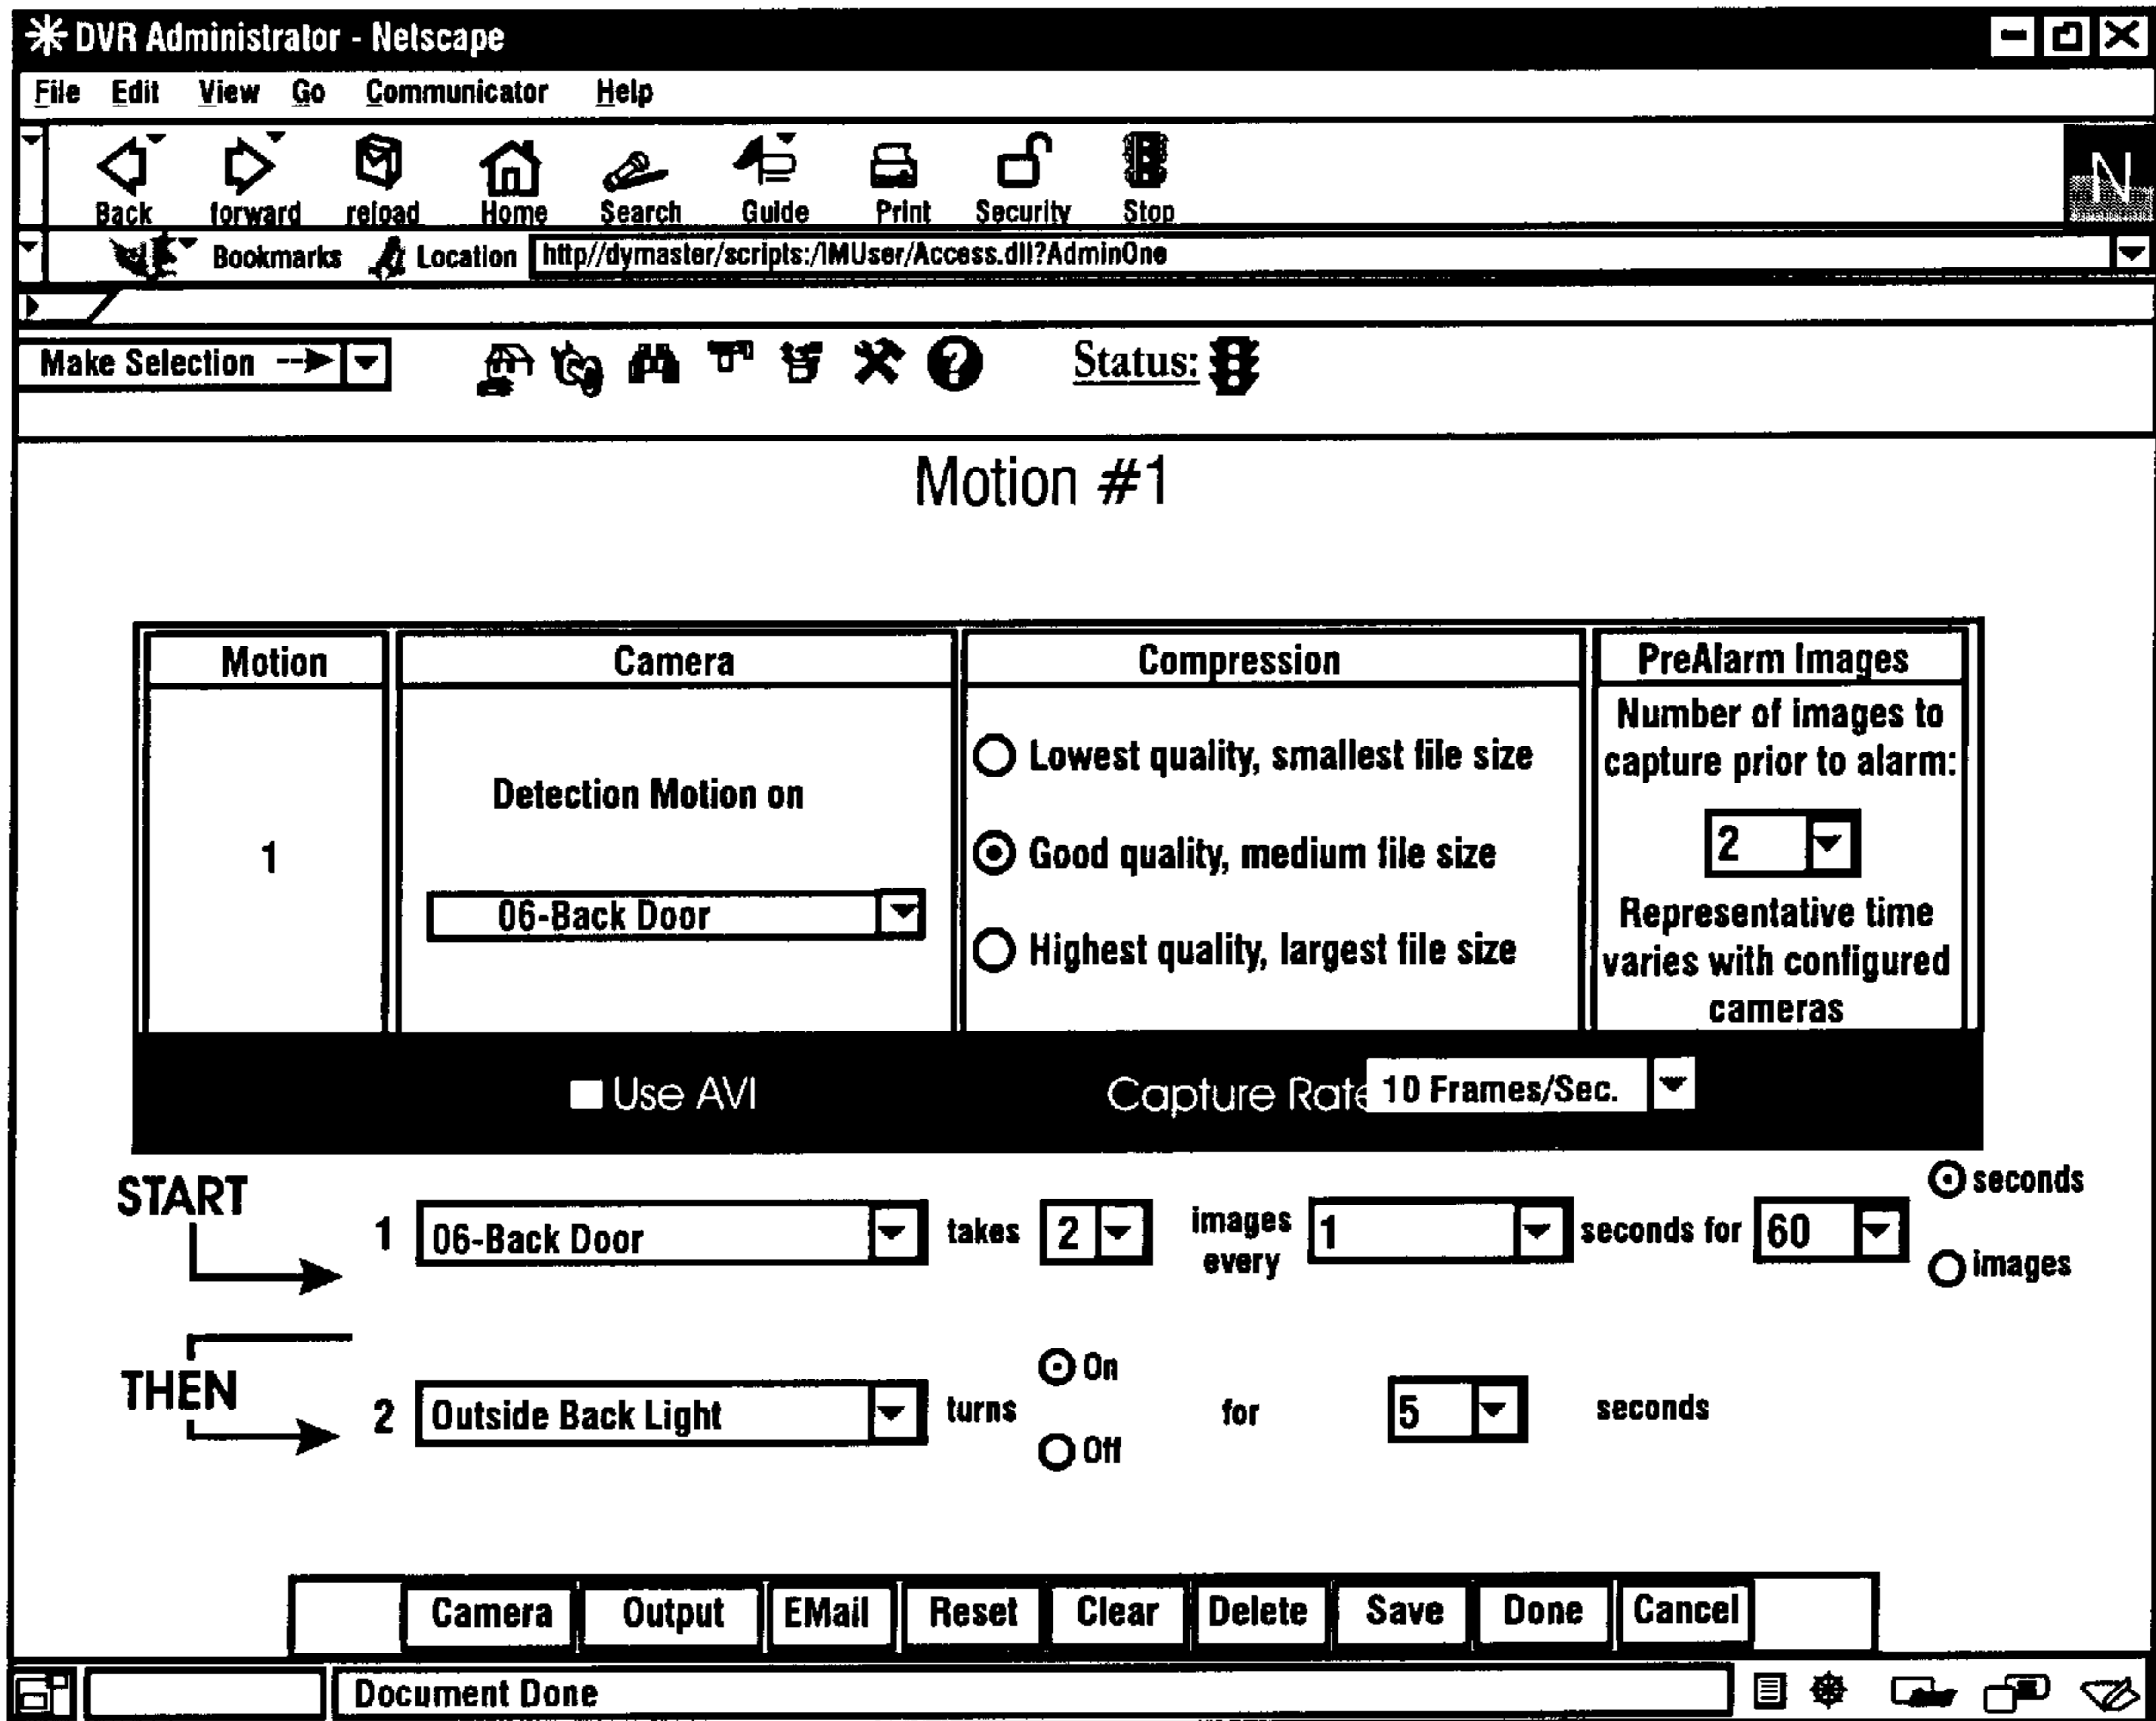 DVR Administrator - Netscape
File Edit View Go Communicator Help
Back forward reload Home Search Guide Print Security Stop
N
Bookmarks Location http//dymaster/scripts:/IMUser/Access.dll?AdminOne
Make Selection --> ? Status:
Motion #1
Motion Camera Compression PreAlarm Images
Number of images to
capture prior to alarm:
Lowest quality, smallest file size
Detection Motion on
1 Good quality, medium file size 2
06-Back Door
Representative time
varies with configured
cameras
Highest quality, largest file size
Use AVI Capture Rate 10 Frames/Sec.
START
1 06-Back Door takes 2 images every 1 seconds for 60 seconds
images
THEN
2 Outside Back Light turns On for 5 seconds
Off
Camera Output EMail Reset Clear Delete Save Done Cancel
Document Done